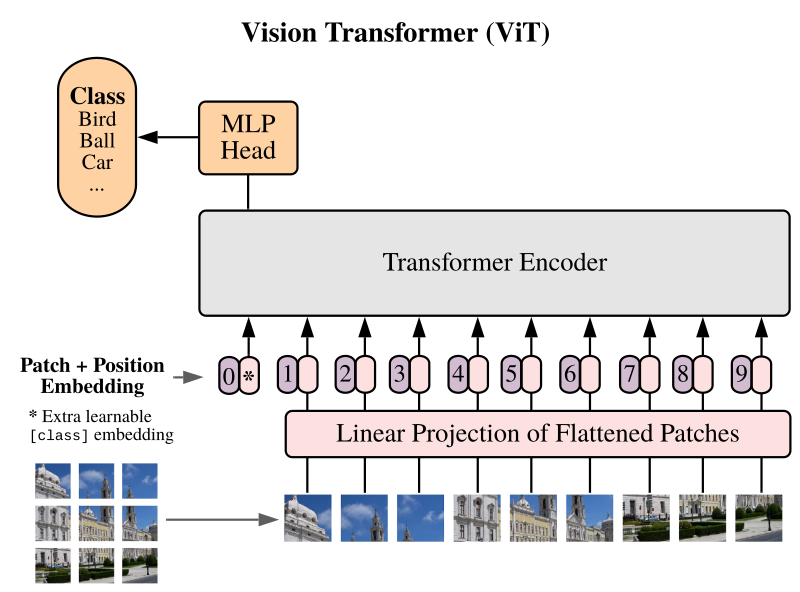 Vision Transformer (ViT)
Class
Bird
Ball
Car
...
MLP
Head
Transformer Encoder
Patch + Position
Embedding
0 * 1 2 3 4 5 6 7 8 9
* Extra learnable
[class] embedding
Linear Projection of Flattened Patches